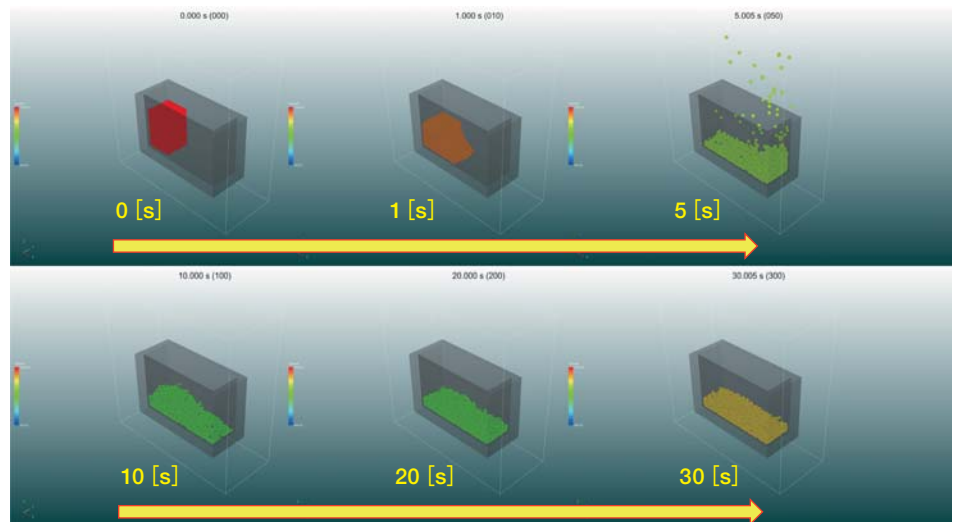 0.000 s (000)
1.000 s (010)
5.005 s (050)
0 [s]
1 [s]
5 [s]
10.000 s (100)
20.000 s (200)
30.005 s (300)
10 [s]
20 [s]
30 [s]